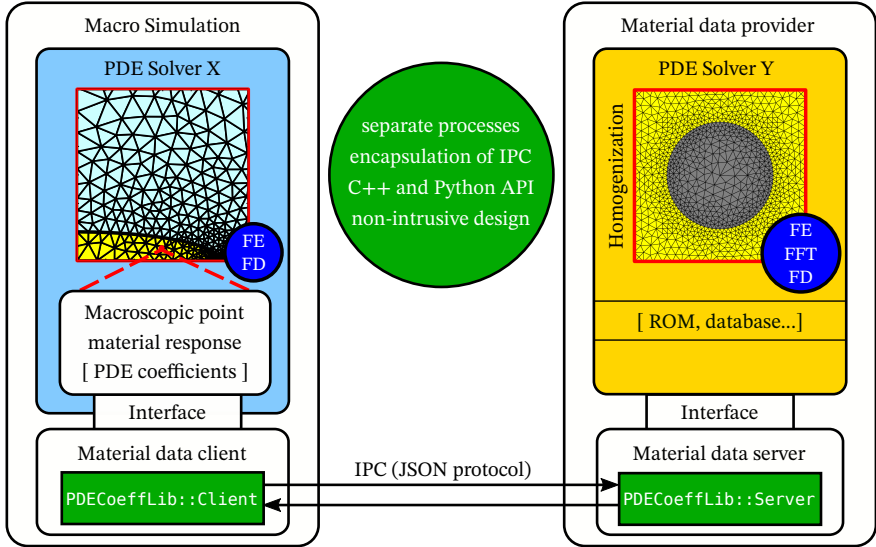 Macro Simulation
PDE Solver X
FE
FD
Macroscopic point
material response
[ PDE coefficients ]
Interface
Material data client
PDECoeffLib::Client
separate processes
encapsulation of IPC
C++ and Python API
non-intrusive design
IPC (JSON protocol)
Material data provider
PDE Solver Y
Homogenization
FE
FFT
FD
[ ROM, database...]
Interface
Material data server
PDECoeffLib::Server